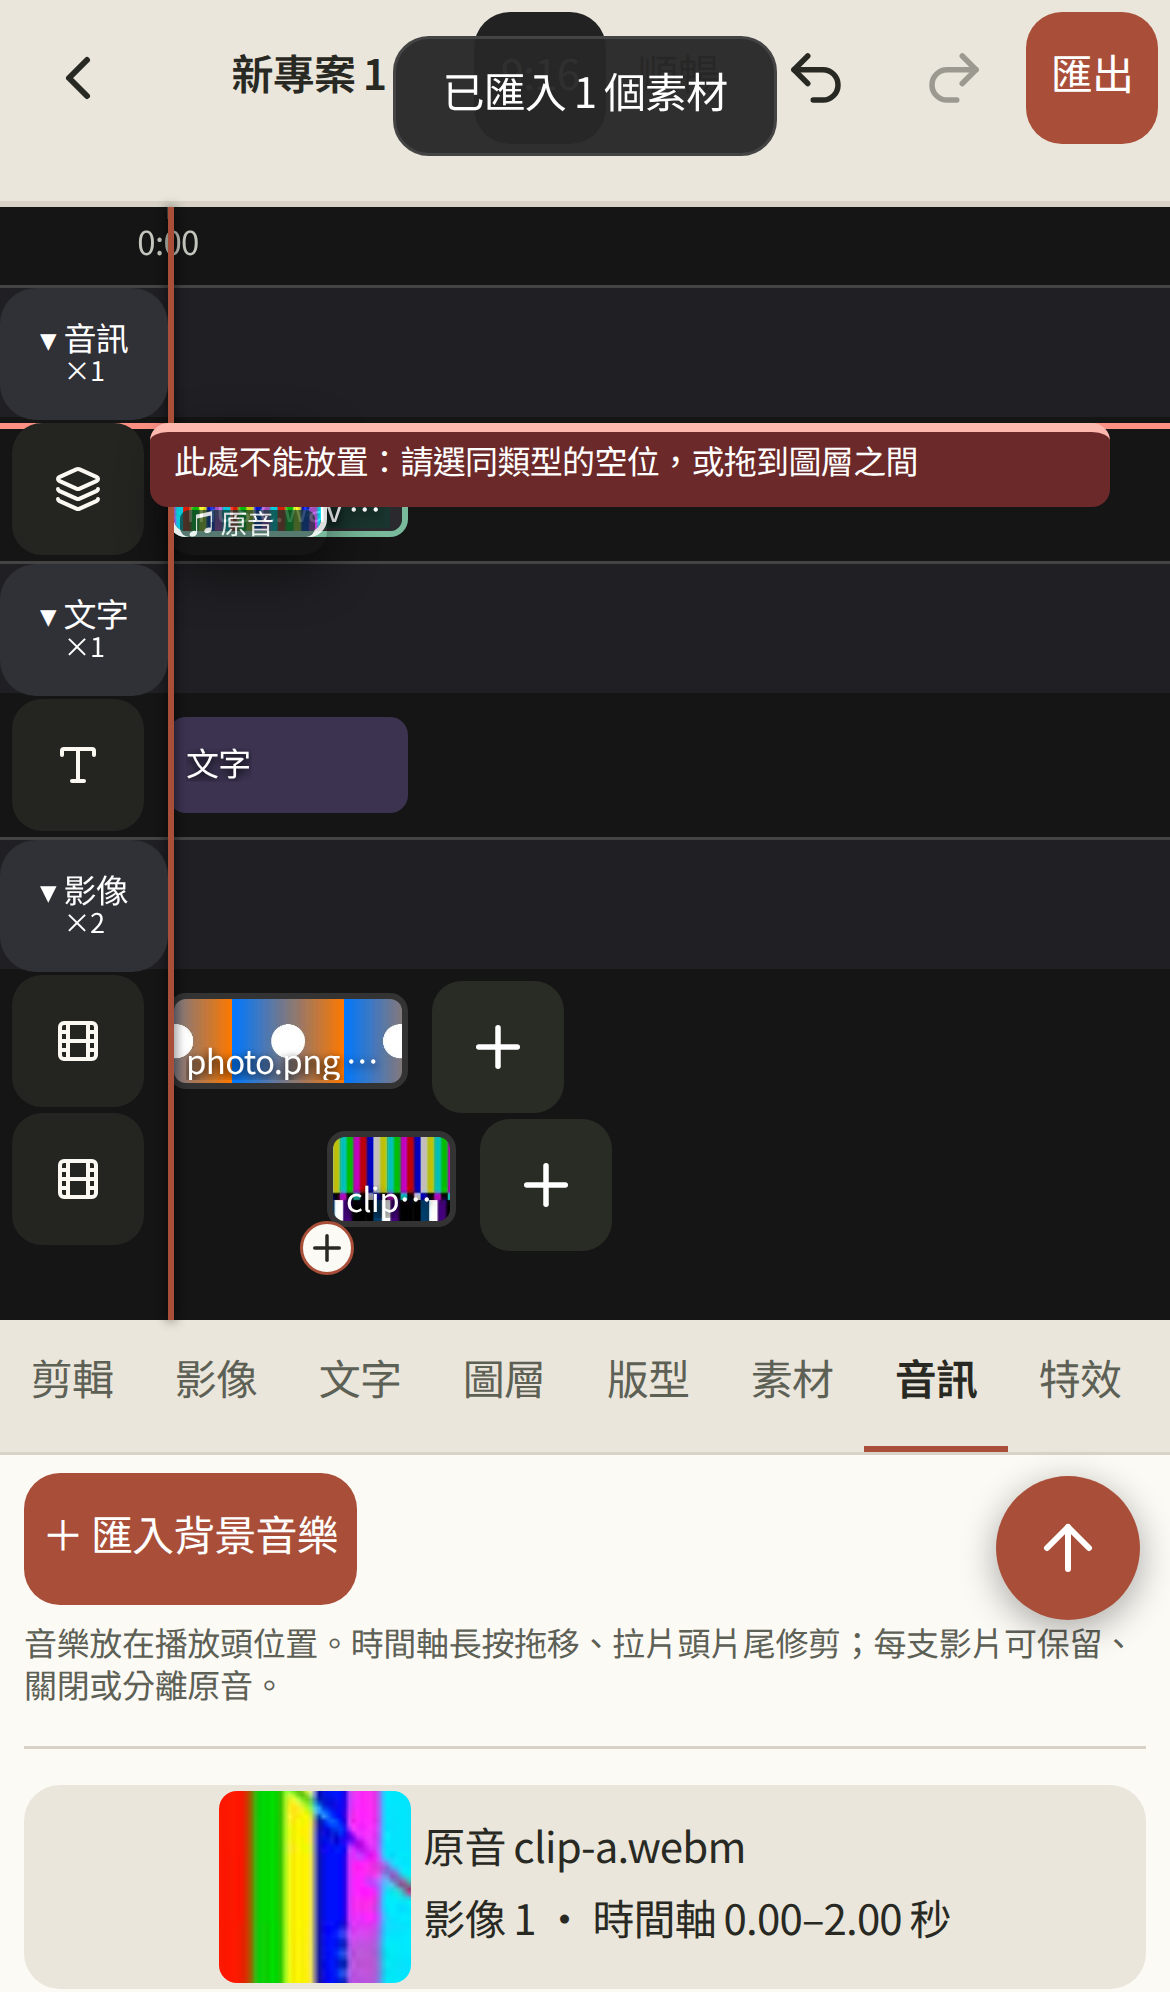 新專案 1
已匯入 1 個素材
匯出
0:00
▼ 音訊
×1
此處不能放置：請選同類型的空位，或拖到圖層之間
原音
▼ 文字
×1
文字
▼ 影像
×2
photo.png …
clip…
剪輯 影像 文字 圖層 版型 素材 音訊 特效
＋ 匯入背景音樂
音樂放在播放頭位置。時間軸長按拖移、拉片頭片尾修剪；每支影片可保留、
關閉或分離原音。
原音 clip-a.webm
影像 1 · 時間軸 0.00–2.00 秒